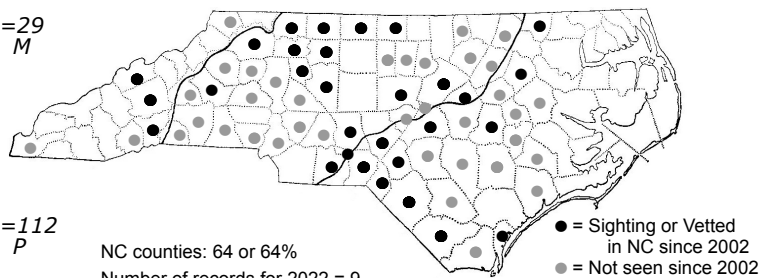 =29
M
=112
P
NC counties: 64 or 64%
Number of records for 2022 = 9
● = Sighting or Vetted
in NC since 2002
● = Not seen since 2002